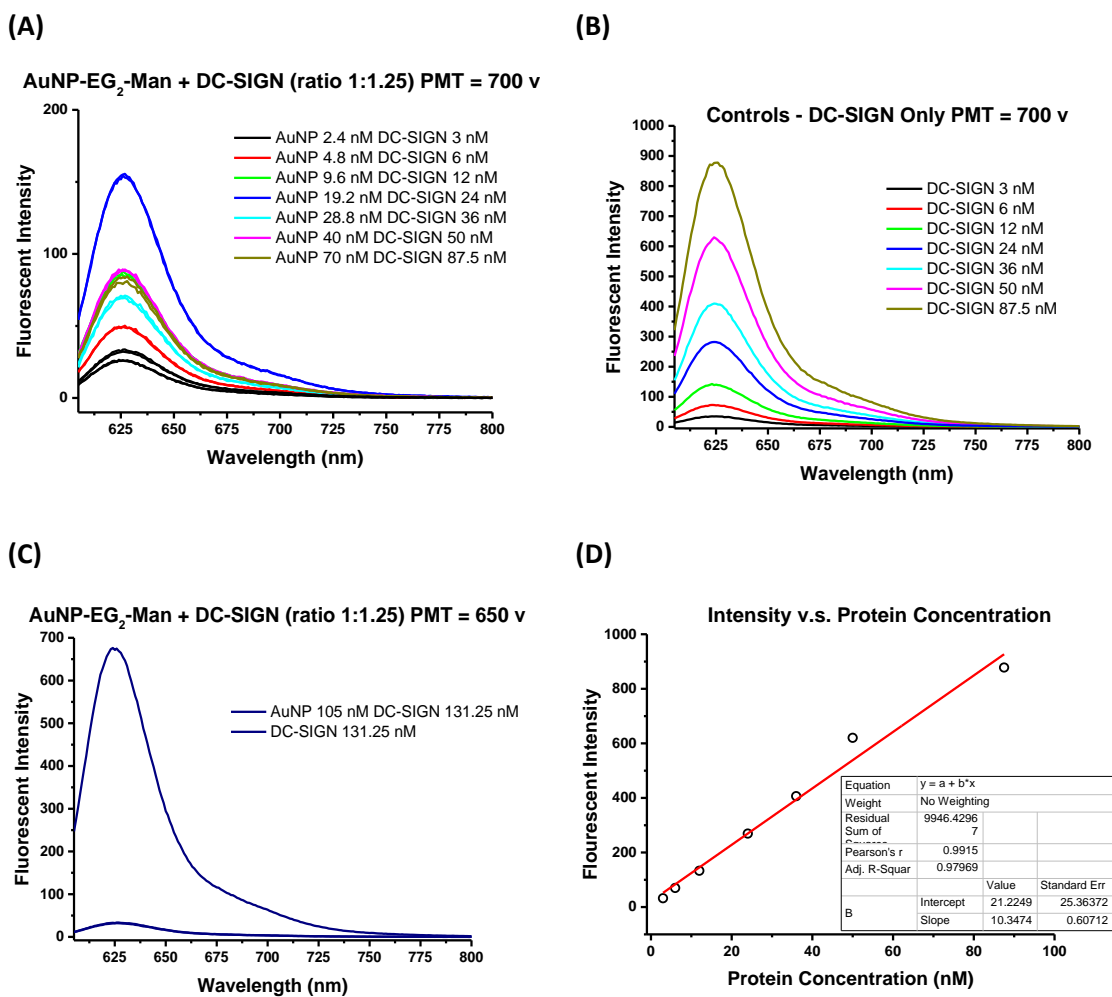 (A)
AuNP-EG₂-Man + DC-SIGN (ratio 1:1.25) PMT = 700 v
200
100
0
Fluorescent Intensity
AuNP 2.4 nM DC-SIGN 3 nM
AuNP 4.8 nM DC-SIGN 6 nM
AuNP 9.6 nM DC-SIGN 12 nM
AuNP 19.2 nM DC-SIGN 24 nM
AuNP 28.8 nM DC-SIGN 36 nM
AuNP 40 nM DC-SIGN 50 nM
AuNP 70 nM DC-SIGN 87.5 nM
625 650 675 700 725 750 775 800
Wavelength (nm)
(B)
Controls - DC-SIGN Only PMT = 700 v
1000
900
800
700
600
500
400
300
200
100
0
Fluorescent Intensity
DC-SIGN 3 nM
DC-SIGN 6 nM
DC-SIGN 12 nM
DC-SIGN 24 nM
DC-SIGN 36 nM
DC-SIGN 50 nM
DC-SIGN 87.5 nM
625 650 675 700 725 750 775 800
Wavelength (nm)
(C)
AuNP-EG₂-Man + DC-SIGN (ratio 1:1.25) PMT = 650 v
700
600
500
400
300
200
100
0
Fluorescent Intensity
AuNP 105 nM DC-SIGN 131.25 nM
DC-SIGN 131.25 nM
625 650 675 700 725 750 775 800
Wavelength (nm)
(D)
Intensity v.s. Protein Concentration
1000
800
600
400
200
0
Flourescent Intensity
Equation y = a + b*x
Weight No Weighting
Residual 9946.4296
Sum of 7
Pearson's r 0.9915
Adj. R-Squar 0.97969
Value Standard Err
B Intercept 21.2249 25.36372
Slope 10.3474 0.60712
0 20 40 60 80 100
Protein Concentration (nM)